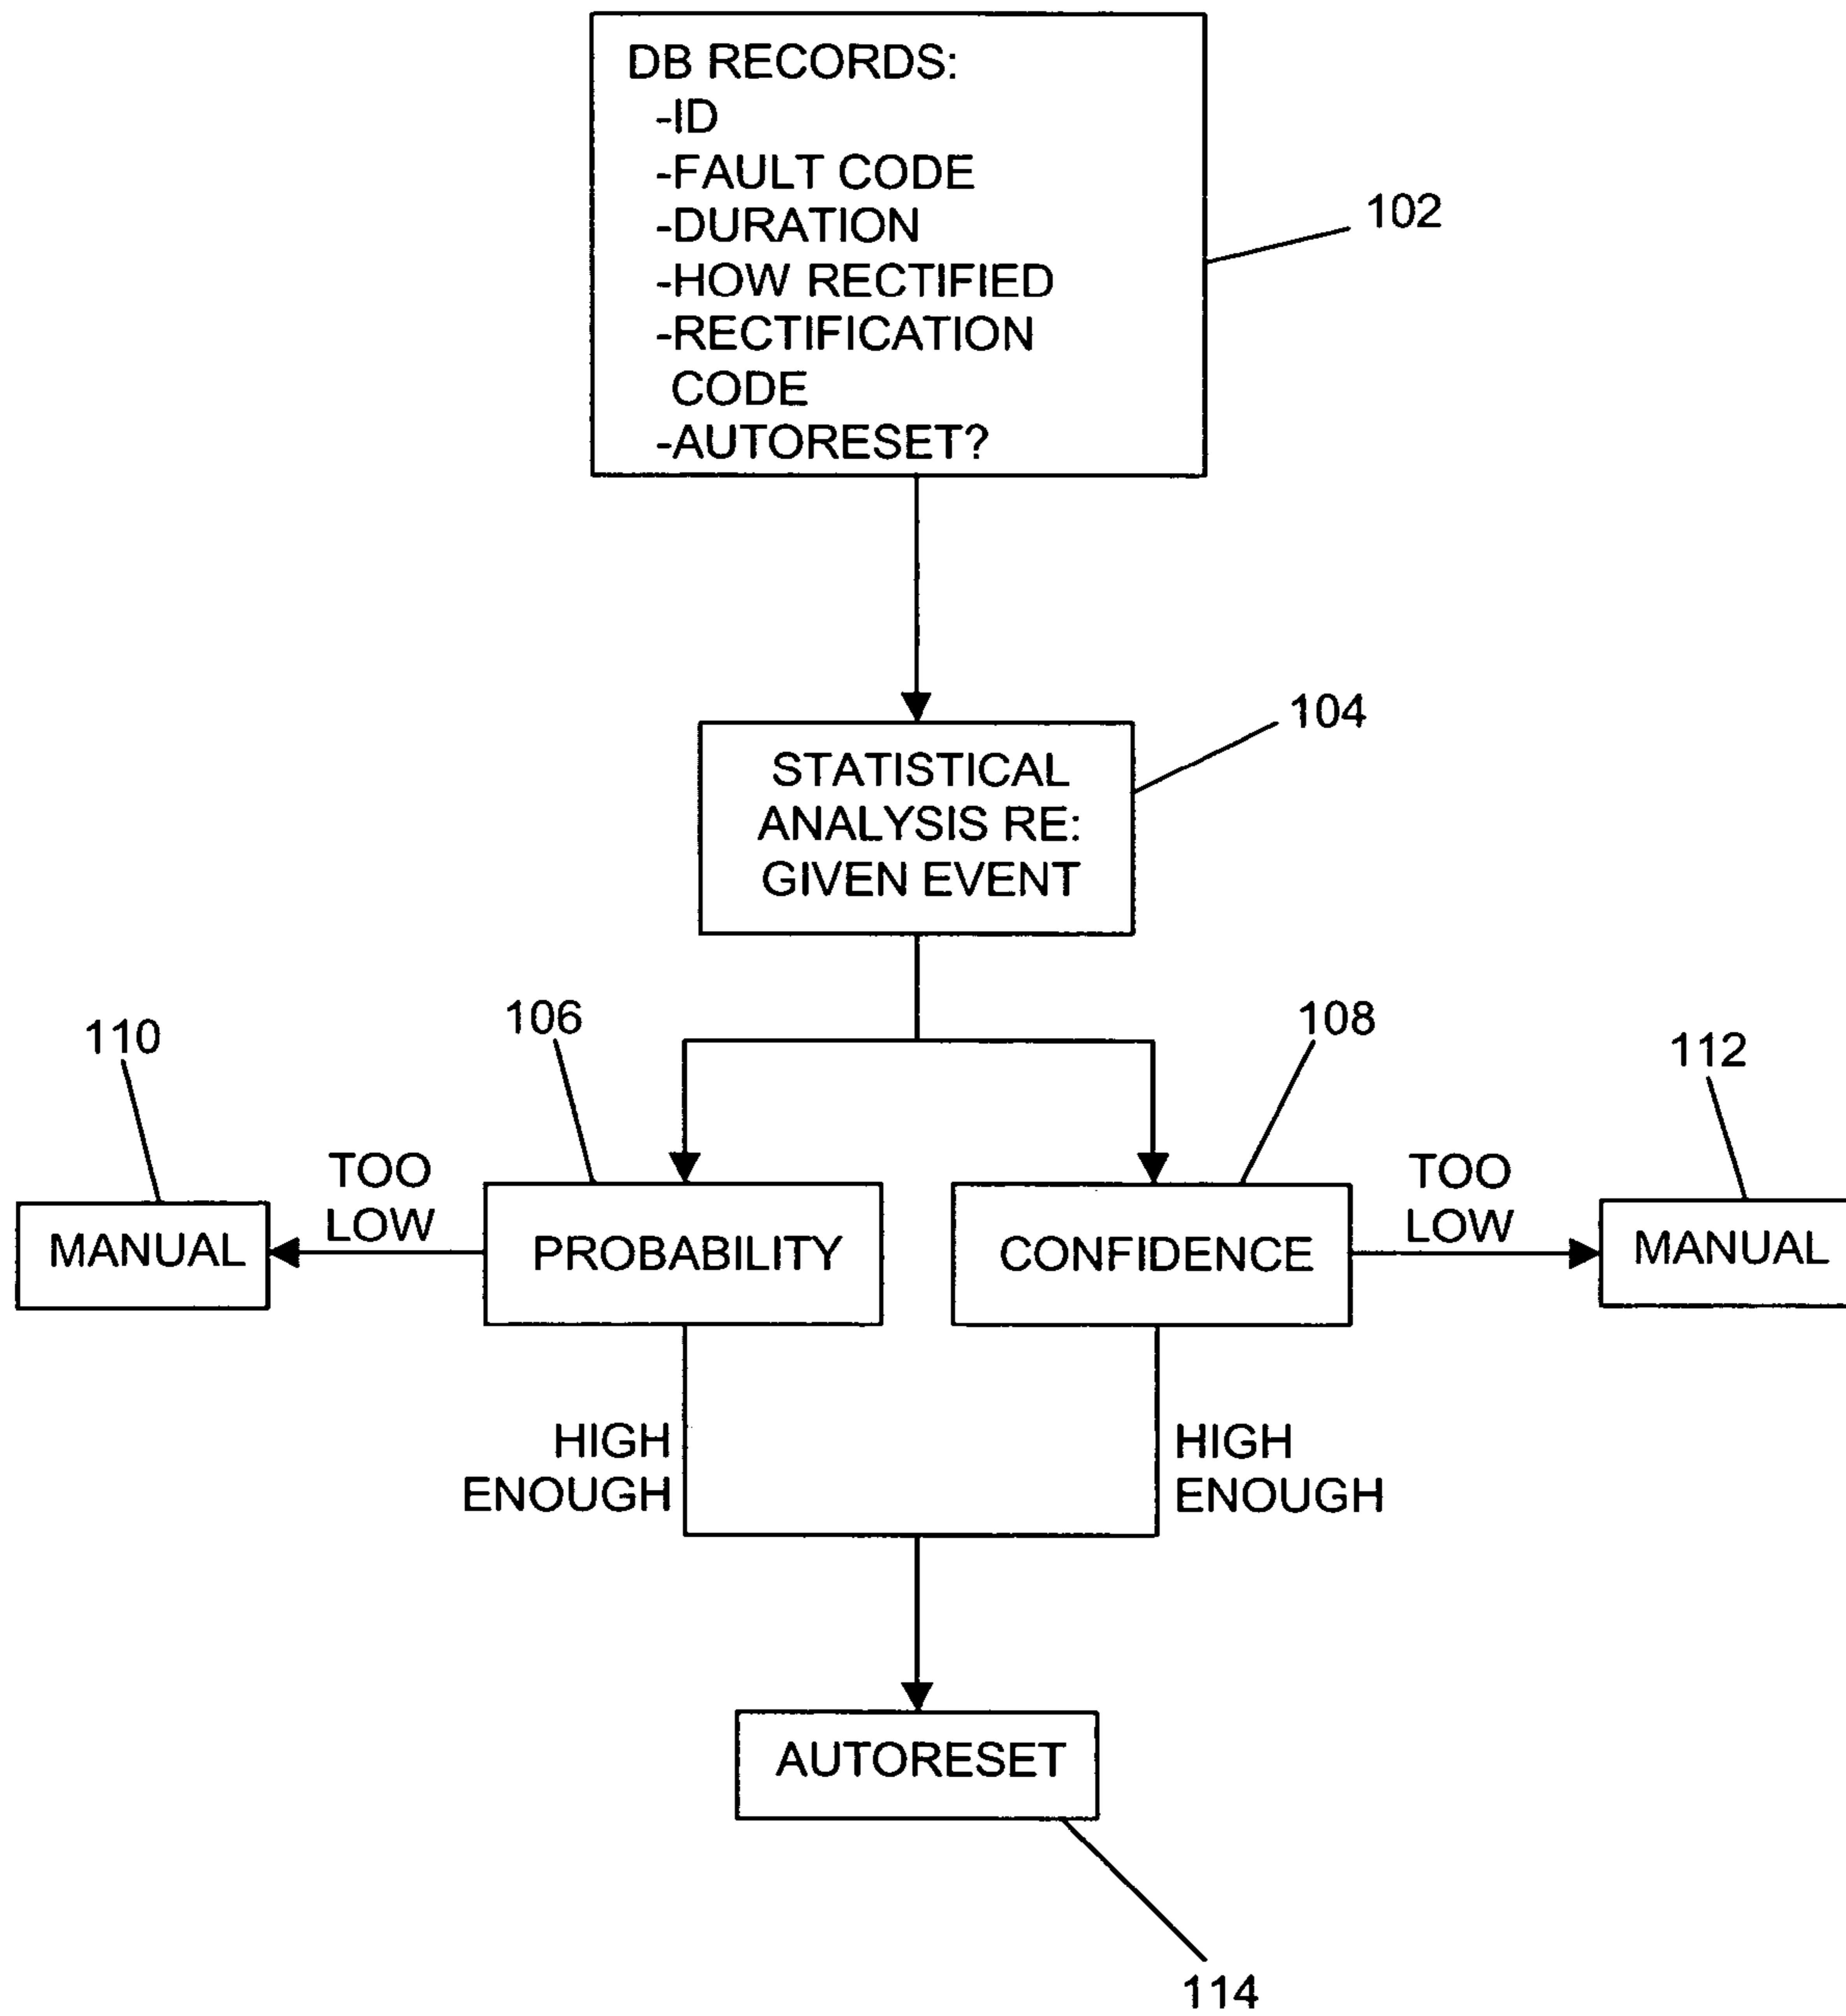 DB RECORDS:
-ID
-FAULT CODE
-DURATION
-HOW RECTIFIED
-RECTIFICATION
CODE
-AUTORESET?
102
STATISTICAL
ANALYSIS RE:
GIVEN EVENT
104
110
106
108
112
MANUAL
TOO
LOW
PROBABILITY
CONFIDENCE
TOO
LOW
MANUAL
HIGH
ENOUGH
HIGH
ENOUGH
AUTORESET
114